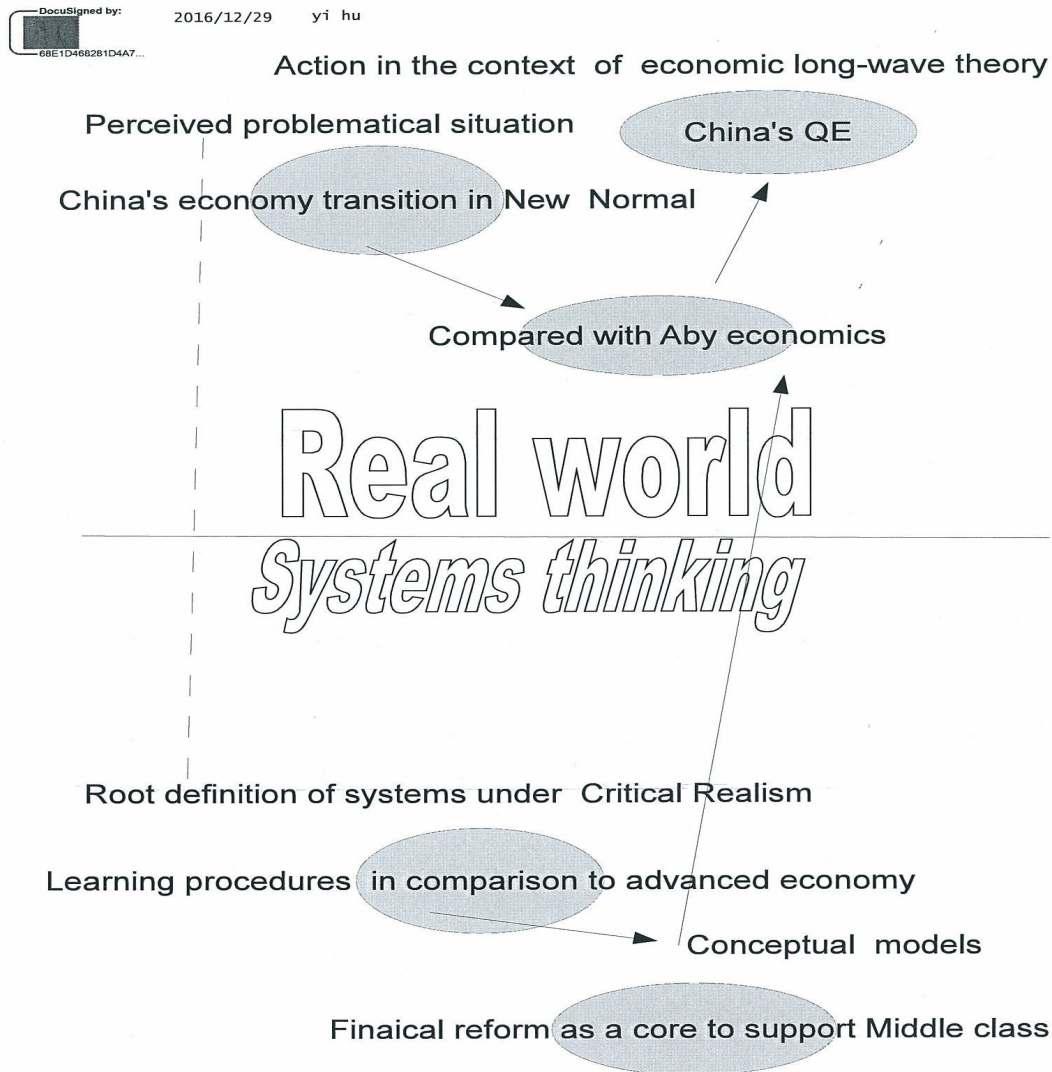 DocuSigned by:
2016/12/29 yi hu
68E1D468281D4A7...
Action in the context of economic long-wave theory
Perceived problematical situation
China's QE
China's economy transition in New Normal
Compared with Aby economics
Real world
Systems thinking
Root definition of systems under Critical Realism
Learning procedures in comparison to advanced economy
Conceptual models
Finaical reform as a core to support Middle class